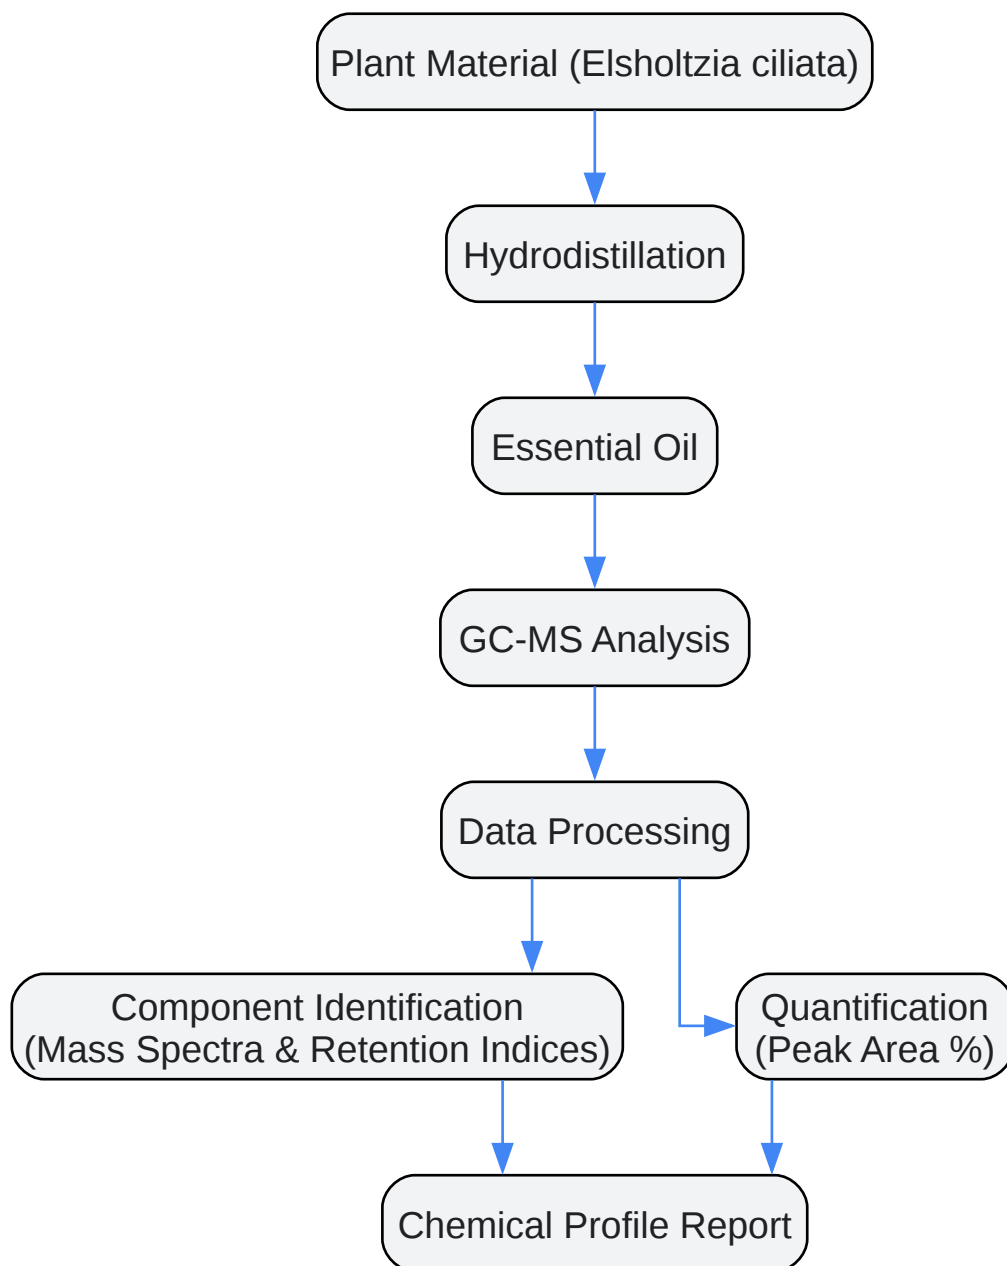 Plant Material (Elsholtzia ciliata)
Hydrodistillation
Essential Oil
GC-MS Analysis
Data Processing
Component Identification
(Mass Spectra & Retention Indices)
Quantification
(Peak Area %)
Chemical Profile Report